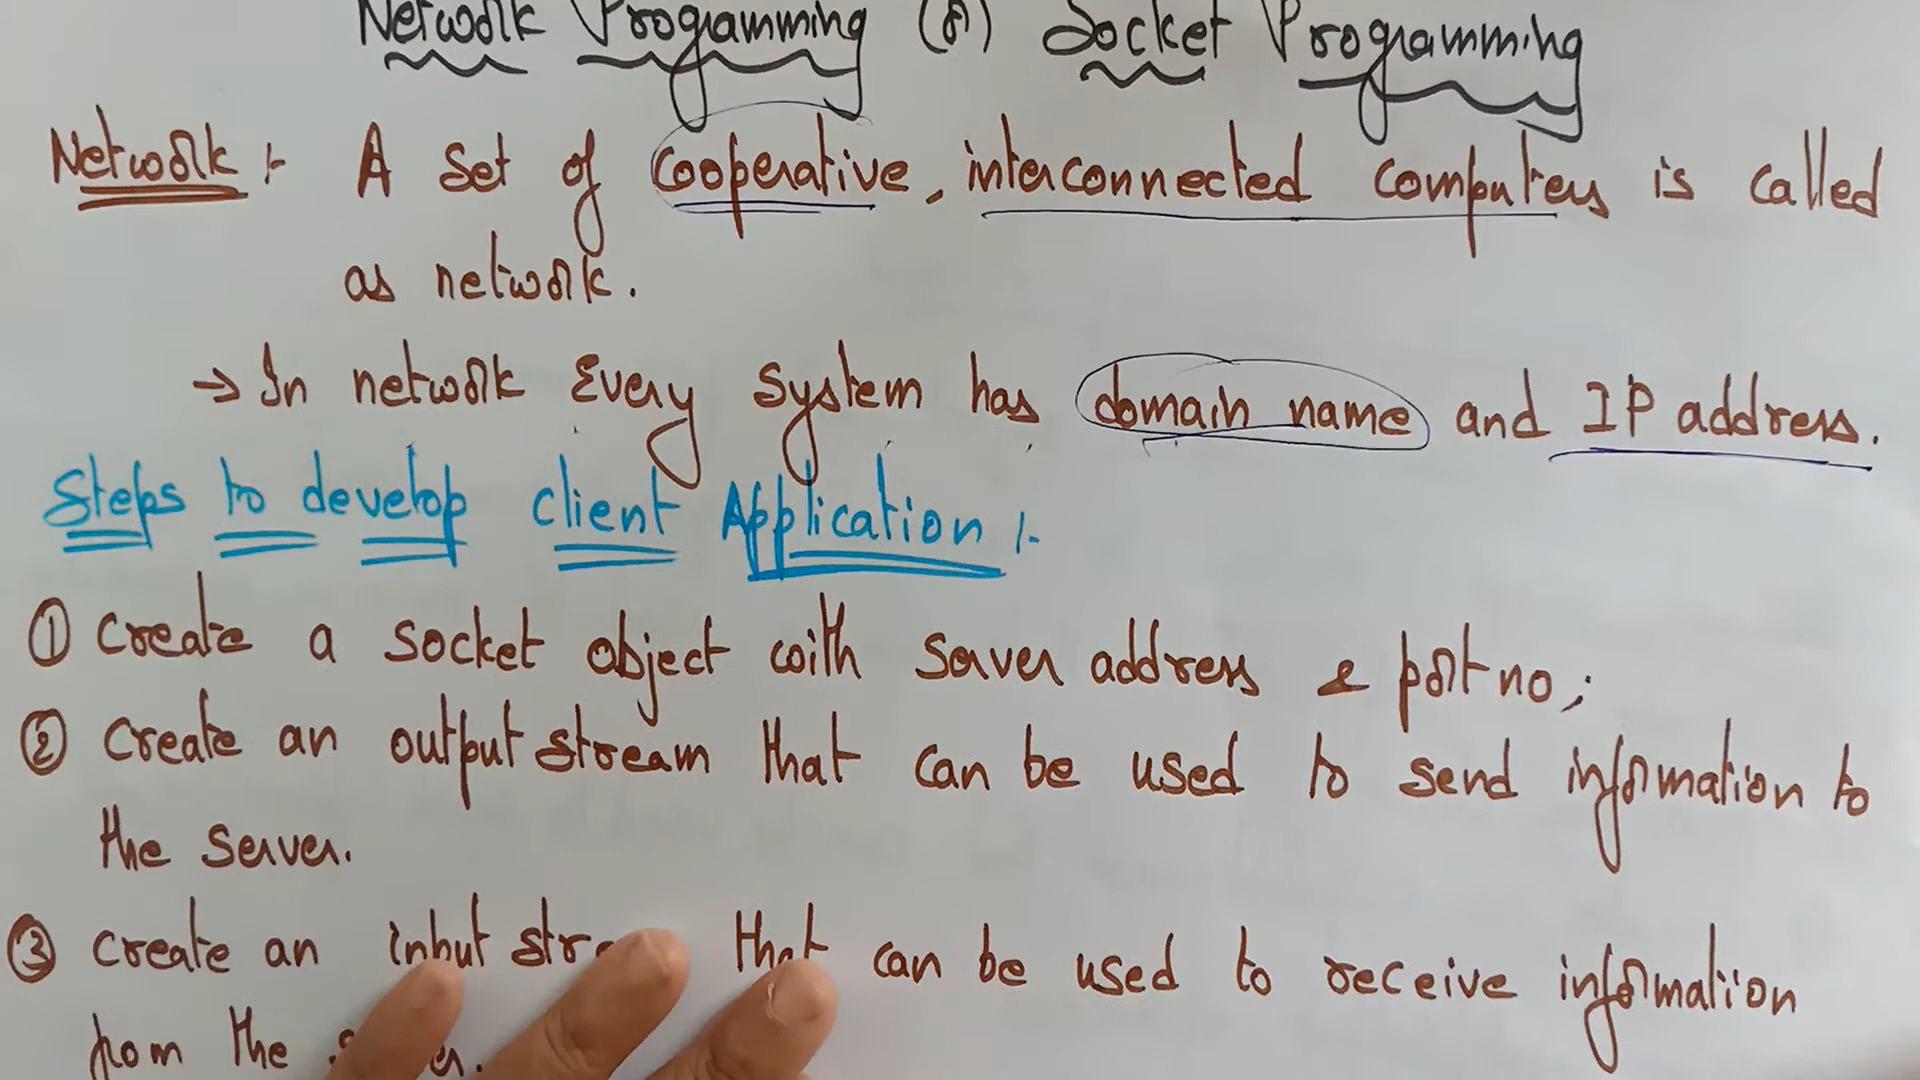 Network Programming (or) Socket Programming
Network :- A set of cooperative, interconnected computers is called
as network.
→ In network Every system has domain name and IP address.
Steps to develop client Application :-
① create a socket object with server address & port no;
② create an output stream that can be used to send information to
the server.
③ create an input that can be used to receive information
from the